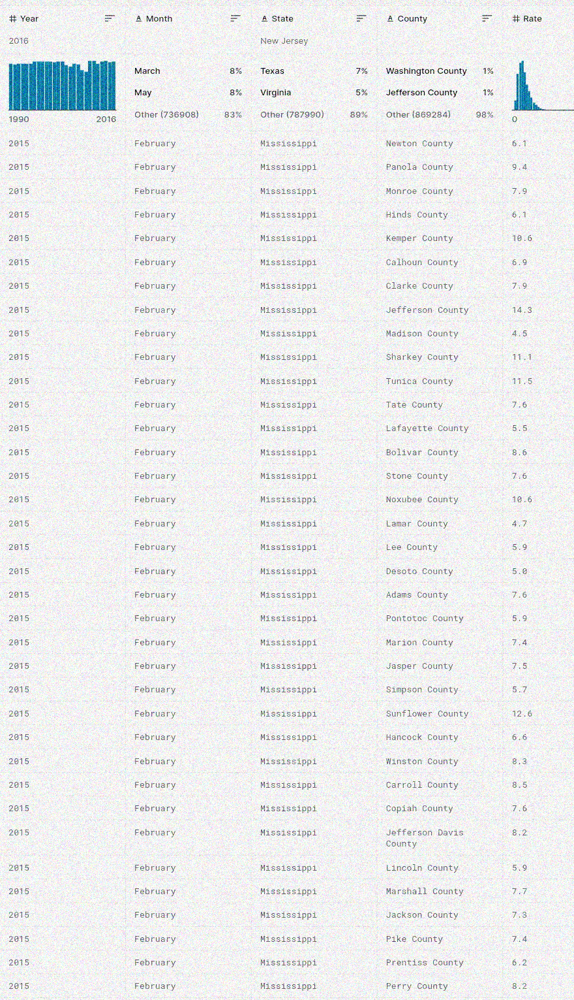 # Year A Month A State A County # Rate
2016 New Jersey
March 8% Texas 7% Washington County 1%
May 8% Virginia 5% Jefferson County 1%
Other (736908) 83% Other (787990) 89% Other (869284) 98%
1990 2016 0
2015 February Mississippi Newton County 6.1
2015 February Mississippi Panola County 9.4
2015 February Mississippi Monroe County 7.9
2015 February Mississippi Hinds County 6.1
2015 February Mississippi Kemper County 10.6
2015 February Mississippi Calhoun County 6.9
2015 February Mississippi Clarke County 7.9
2015 February Mississippi Jefferson County 14.3
2015 February Mississippi Madison County 4.5
2015 February Mississippi Sharkey County 11.1
2015 February Mississippi Tunica County 11.5
2015 February Mississippi Tate County 7.6
2015 February Mississippi Lafayette County 5.5
2015 February Mississippi Bolivar County 8.6
2015 February Mississippi Stone County 7.6
2015 February Mississippi Noxubee County 10.6
2015 February Mississippi Lamar County 4.7
2015 February Mississippi Lee County 5.9
2015 February Mississippi Desoto County 5.0
2015 February Mississippi Adams County 7.6
2015 February Mississippi Pontotoc County 5.9
2015 February Mississippi Marion County 7.4
2015 February Mississippi Jasper County 7.5
2015 February Mississippi Simpson County 5.7
2015 February Mississippi Sunflower County 12.6
2015 February Mississippi Hancock County 6.6
2015 February Mississippi Winston County 8.3
2015 February Mississippi Carroll County 8.5
2015 February Mississippi Copiah County 7.6
2015 February Mississippi Jefferson Davis 8.2
County
2015 February Mississippi Lincoln County 5.9
2015 February Mississippi Marshall County 7.7
2015 February Mississippi Jackson County 7.3
2015 February Mississippi Pike County 7.4
2015 February Mississippi Prentiss County 6.2
2015 February Mississippi Perry County 8.2